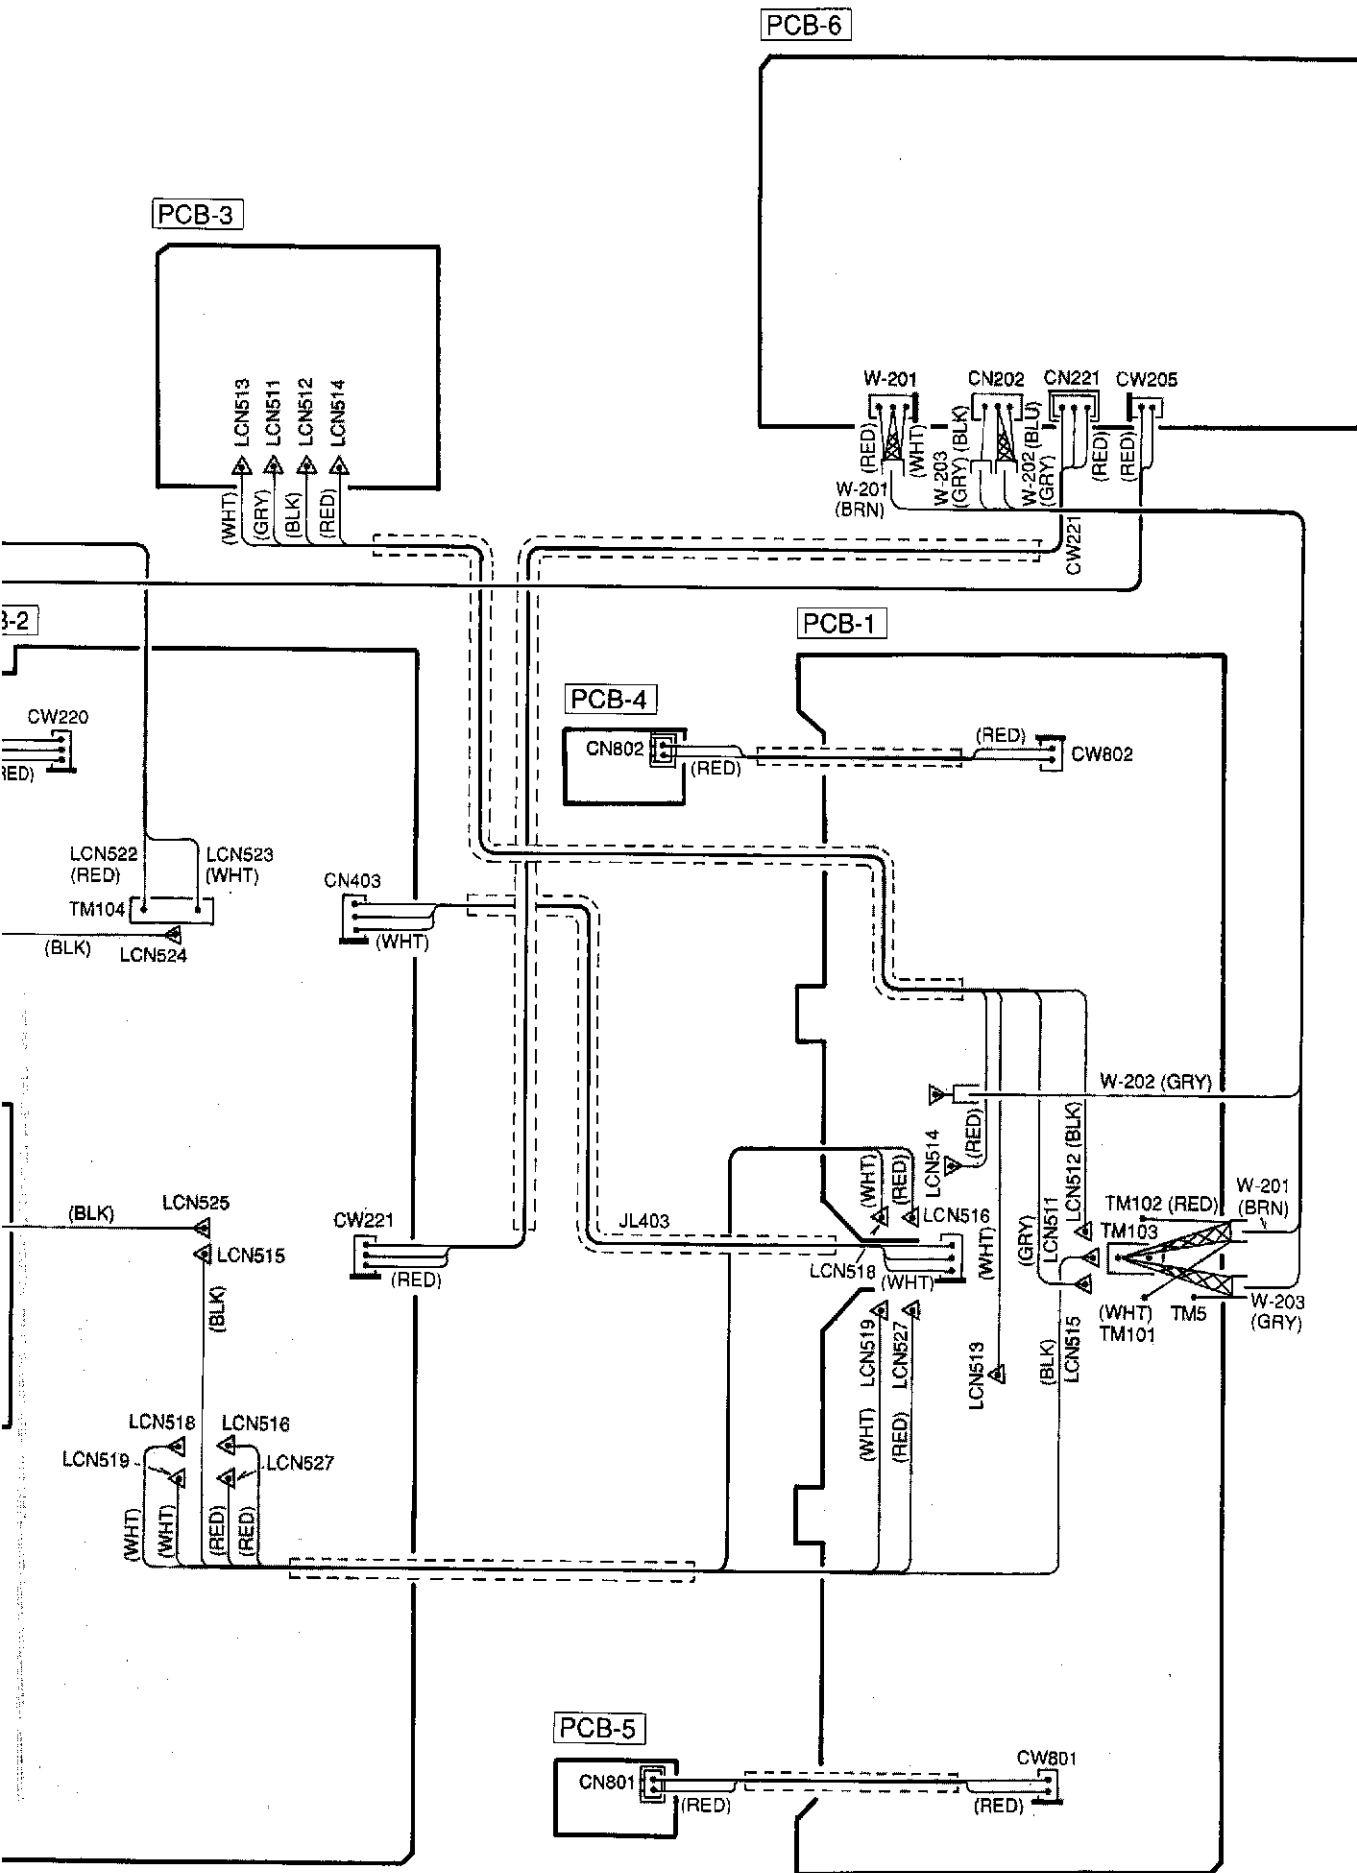 PCB-6
PCB-3
LCN513
LCN511
LCN512
LCN514
(WHT)
(GRY)
(BLK)
(RED)
W-201
CN202
CN221
CW205
(RED)
(WHT)
(BLK)
(BLU)
(RED)
(RED)
W-201
(BRN)
W-203
(GRY)
W-202
(GRY)
CW221
B-2
PCB-1
PCB-4
CW220
RED)
CN802
(RED)
(RED)
CW802
LCN522
(RED)
LCN523
(WHT)
TM104
(BLK)
LCN524
CN403
(WHT)
W-202 (GRY)
LCN514
(RED)
LCN512 (BLK)
(WHT)
(RED)
LCN516
(BLK)
LCN525
LCN515
(BLK)
CW221
(RED)
JL403
LCN518
(WHT)
(WHT)
(GRY)
LCN511
TM102 (RED)
W-201
(BRN)
TM103
(WHT)
TM101
TM5
W-203
(GRY)
LCN519
LCN527
(WHT)
(RED)
LCN513
(BLK)
LCN515
LCN518
LCN516
LCN519
LCN527
(WHT)
(WHT)
(RED)
(RED)
PCB-5
CN801
(RED)
CW801
(RED)